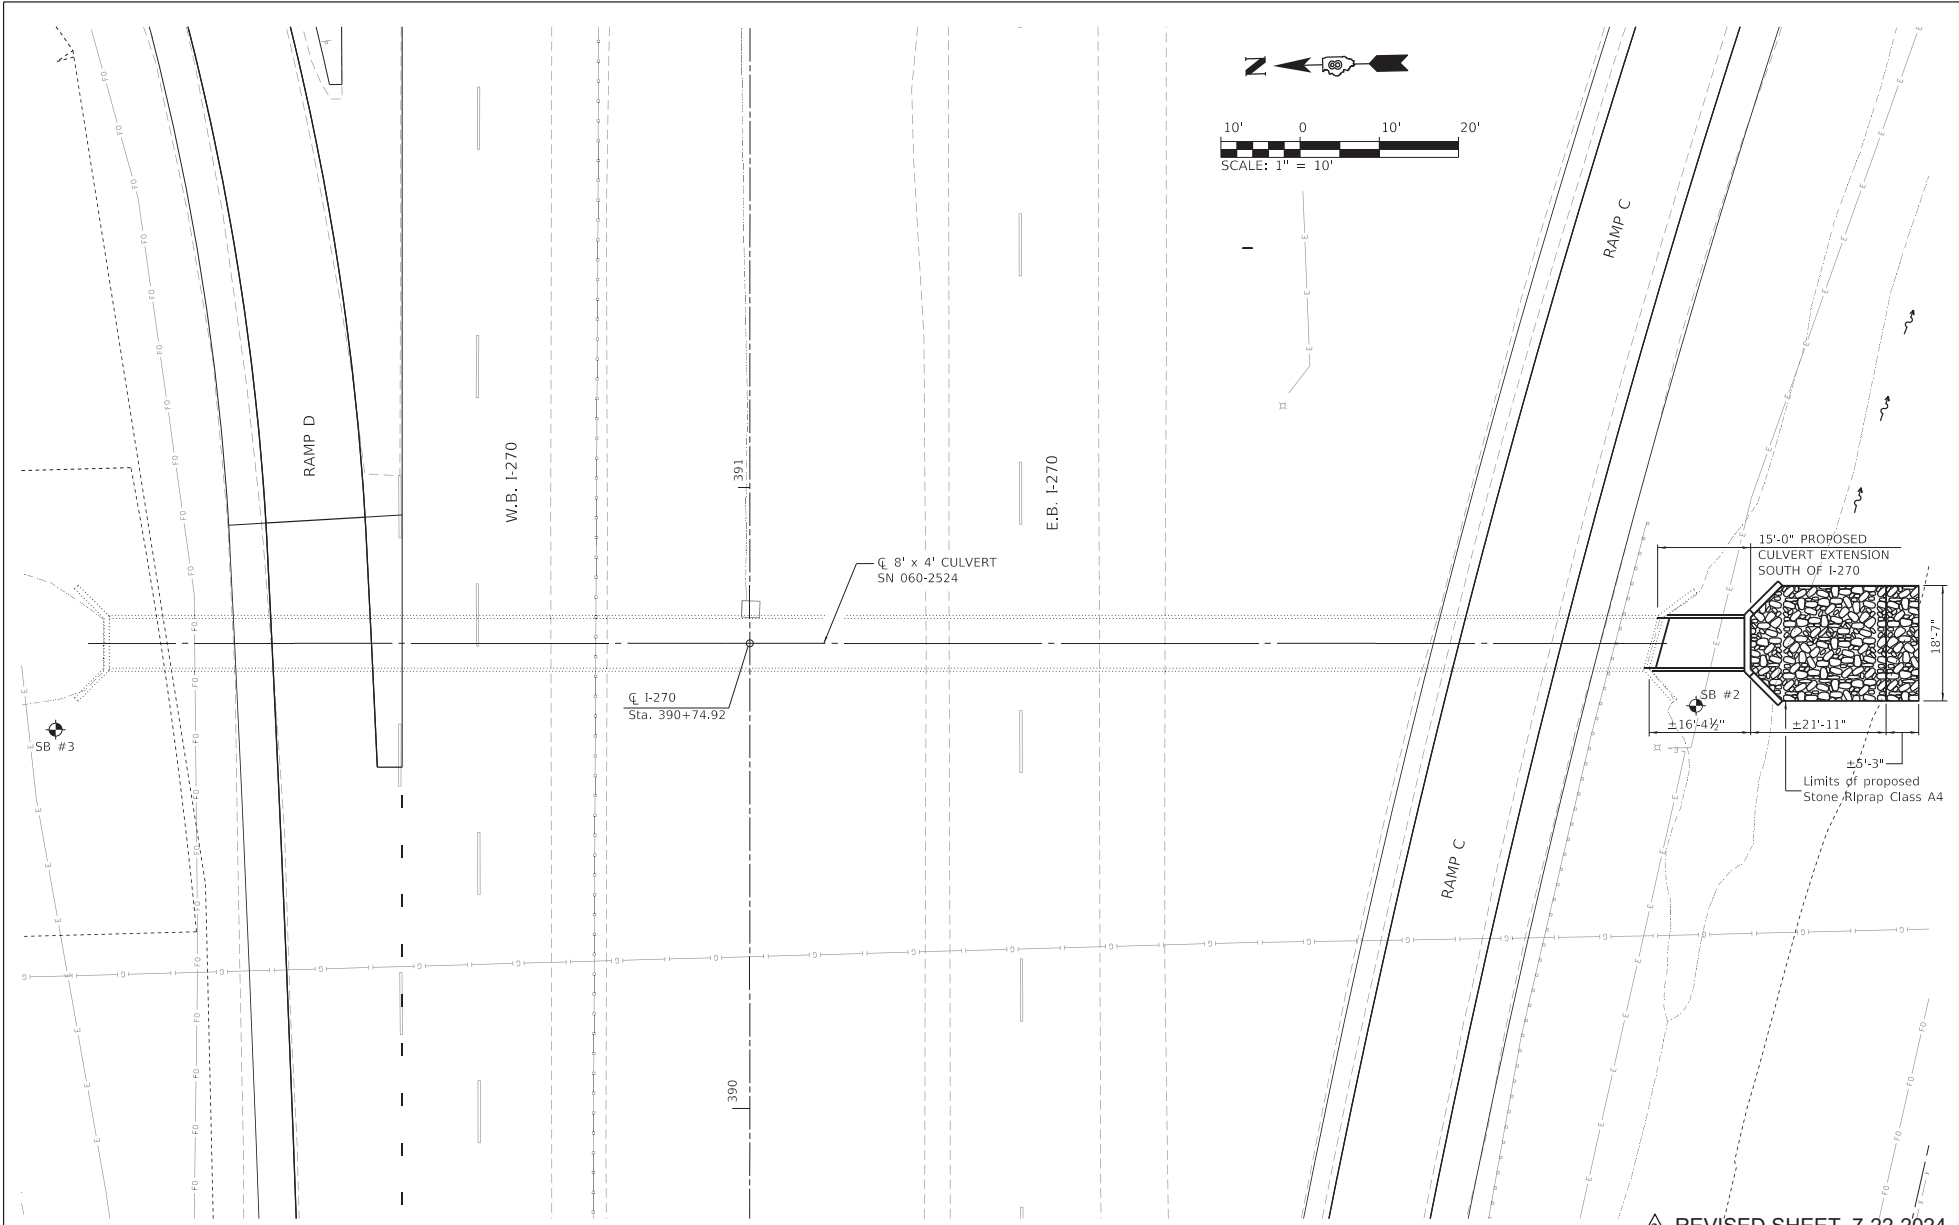 N
10' 0 10' 20'
SCALE: 1" = 10'
RAMP C
RAMP D
W.B. I-270
391
E.B. I-270
15'-0" PROPOSED
CULVERT EXTENSION
SOUTH OF I-270
℄ 8' x 4' CULVERT
SN 060-2524
18'-7"
℄ I-270
Sta. 390+74.92
SB #2
SB #3
±16'-4½"
±21'-11"
±5'-3"
Limits of proposed
Stone Riprap Class A4
RAMP C
390
REVISED SHEET 7-22-2024